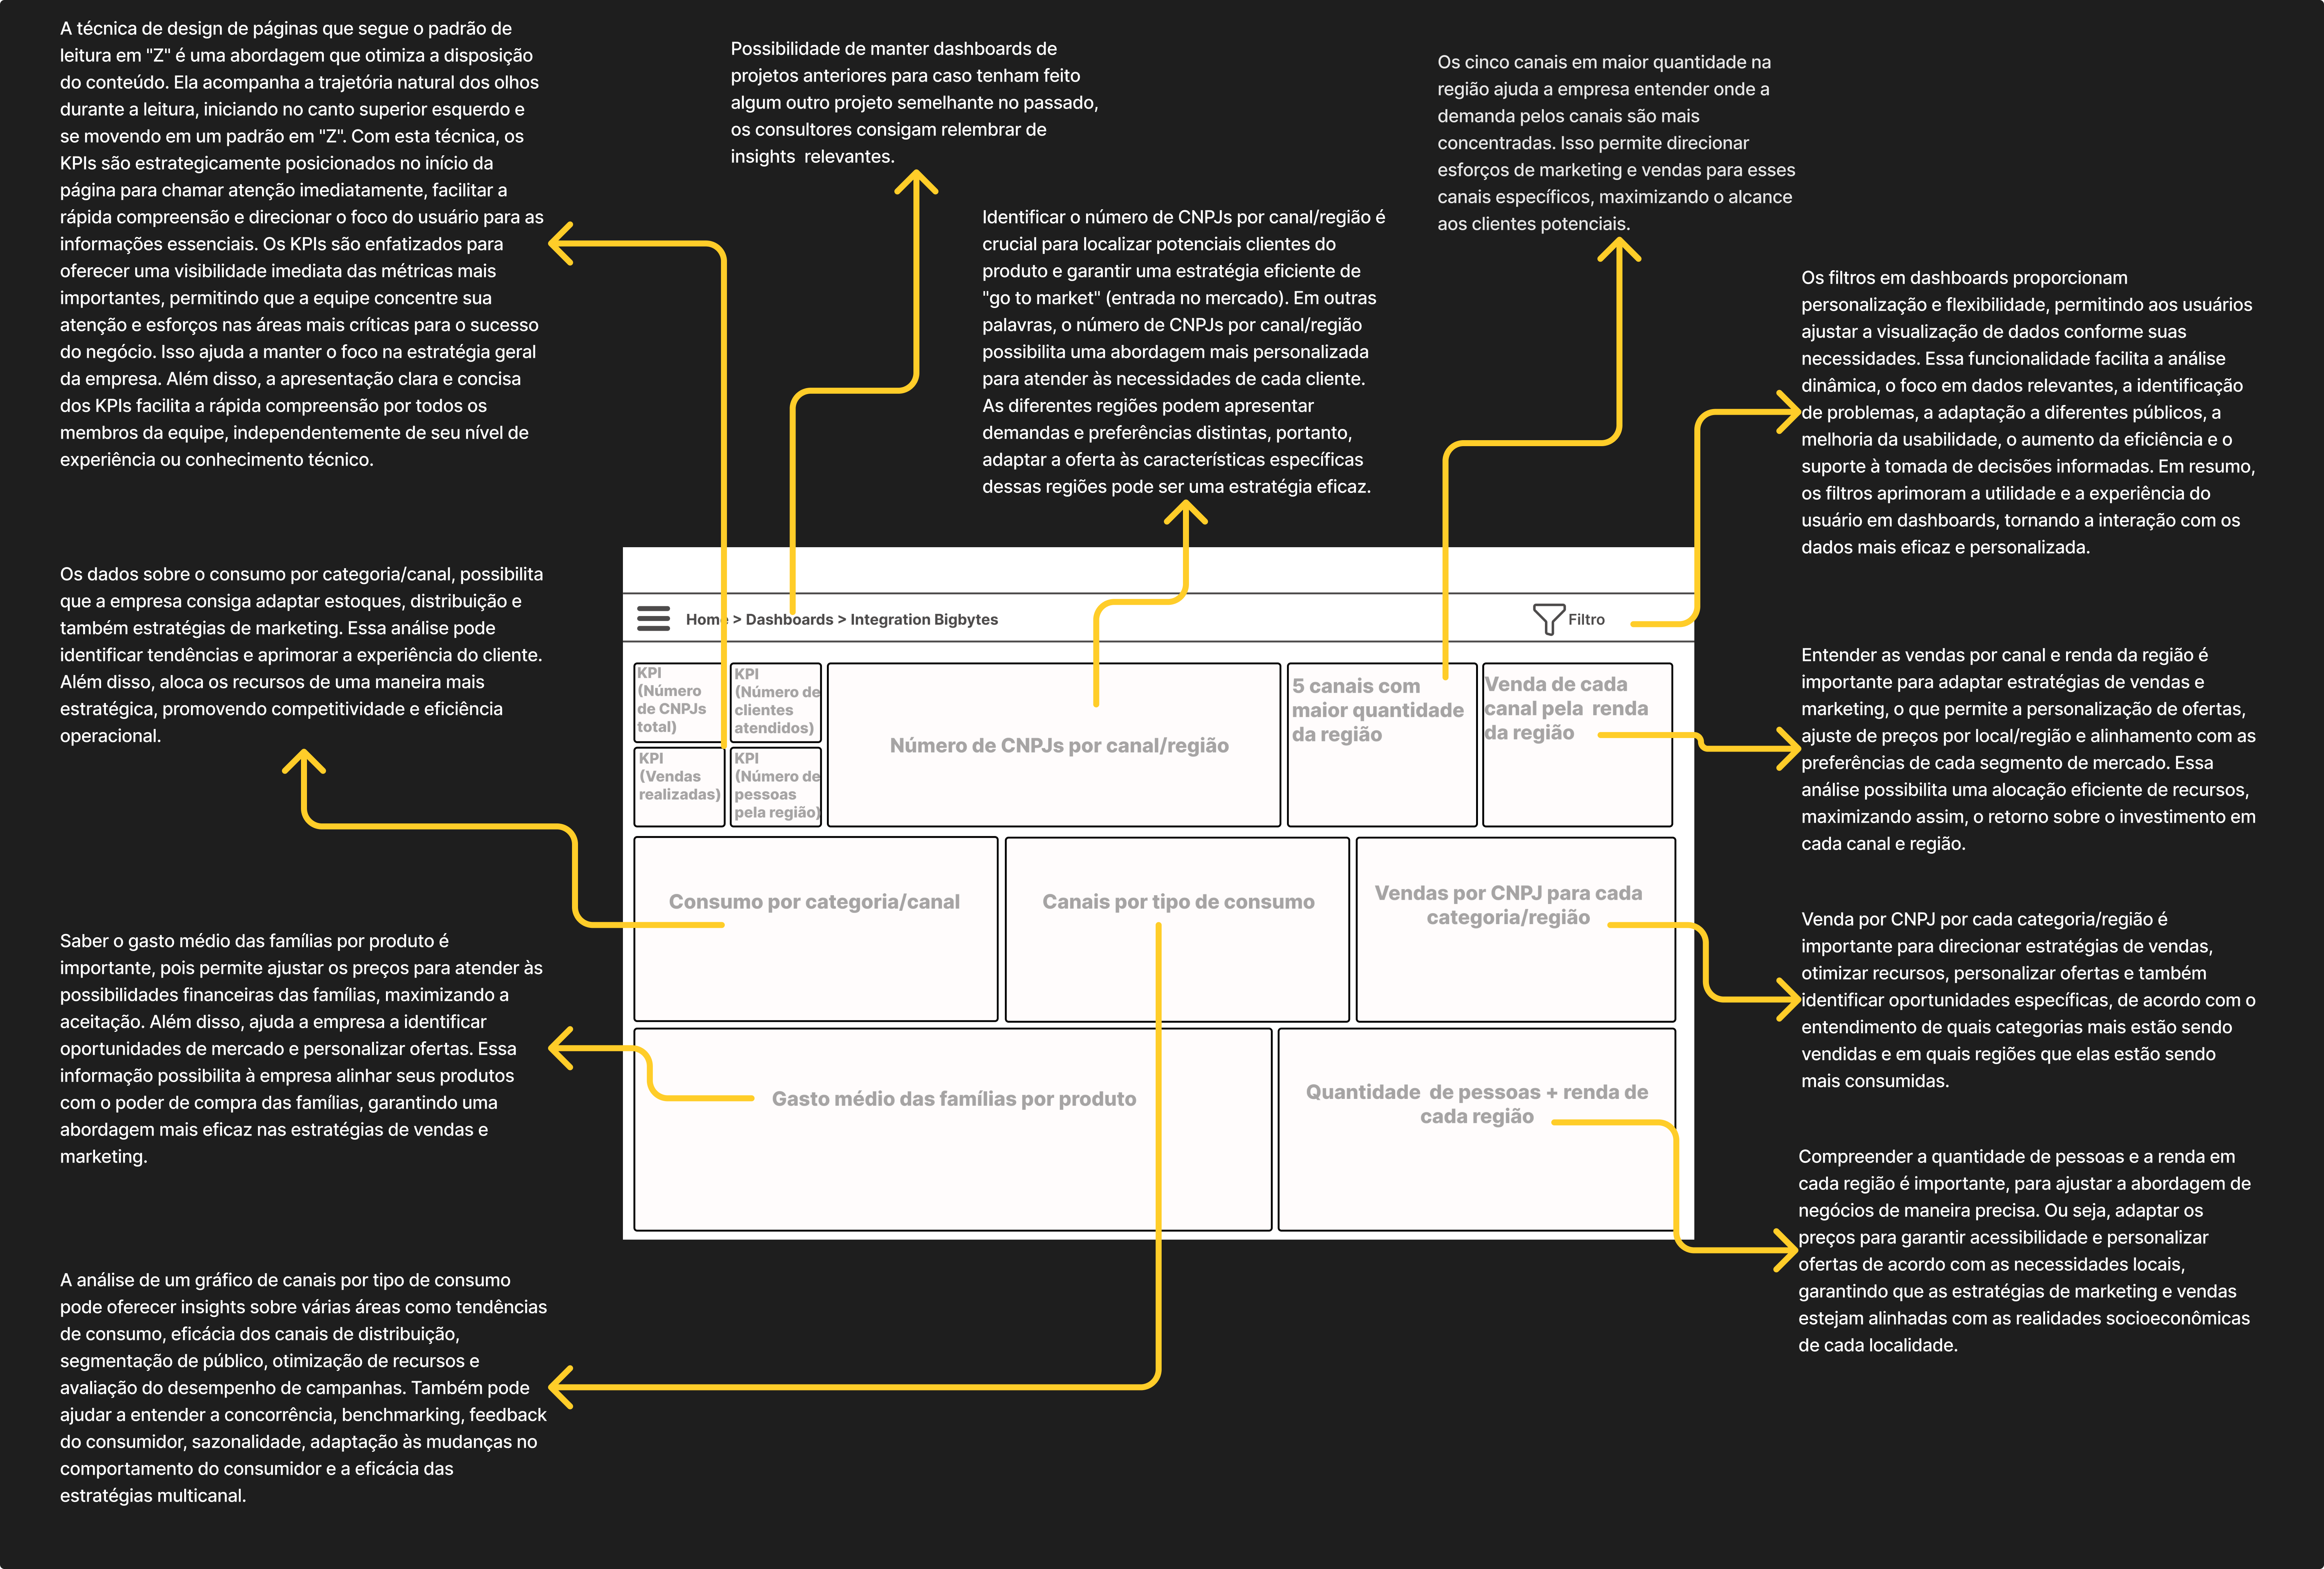 A técnica de design de páginas que segue o padrão de
leitura em "Z" é uma abordagem que otimiza a disposição
do conteúdo. Ela acompanha a trajetória natural dos olhos
durante a leitura, iniciando no canto superior esquerdo e
se movendo em um padrão em "Z". Com esta técnica, os
KPIs são estrategicamente posicionados no início da
página para chamar atenção imediatamente, facilitar a
rápida compreensão e direcionar o foco do usuário para as
informações essenciais. Os KPIs são enfatizados para
oferecer uma visibilidade imediata das métricas mais
importantes, permitindo que a equipe concentre sua
atenção e esforços nas áreas mais críticas para o sucesso
do negócio. Isso ajuda a manter o foco na estratégia geral
da empresa. Além disso, a apresentação clara e concisa
dos KPIs facilita a rápida compreensão por todos os
membros da equipe, independentemente de seu nível de
experiência ou conhecimento técnico.
Possibilidade de manter dashboards de
projetos anteriores para caso tenham feito
algum outro projeto semelhante no passado,
os consultores consigam relembrar de
insights  relevantes.
Identificar o número de CNPJs por canal/região é
crucial para localizar potenciais clientes do
produto e garantir uma estratégia eficiente de
"go to market" (entrada no mercado). Em outras
palavras, o número de CNPJs por canal/região
possibilita uma abordagem mais personalizada
para atender às necessidades de cada cliente.
As diferentes regiões podem apresentar
demandas e preferências distintas, portanto,
adaptar a oferta às características específicas
dessas regiões pode ser uma estratégia eficaz.
Os cinco canais em maior quantidade na
região ajuda a empresa entender onde a
demanda pelos canais são mais
concentradas. Isso permite direcionar
esforços de marketing e vendas para esses
canais específicos, maximizando o alcance
aos clientes potenciais.
Os filtros em dashboards proporcionam
personalização e flexibilidade, permitindo aos usuários
ajustar a visualização de dados conforme suas
necessidades. Essa funcionalidade facilita a análise
dinâmica, o foco em dados relevantes, a identificação
de problemas, a adaptação a diferentes públicos, a
melhoria da usabilidade, o aumento da eficiência e o
suporte à tomada de decisões informadas. Em resumo,
os filtros aprimoram a utilidade e a experiência do
usuário em dashboards, tornando a interação com os
dados mais eficaz e personalizada.
Os dados sobre o consumo por categoria/canal, possibilita
que a empresa consiga adaptar estoques, distribuição e
também estratégias de marketing. Essa análise pode
identificar tendências e aprimorar a experiência do cliente.
Além disso, aloca os recursos de uma maneira mais
estratégica, promovendo competitividade e eficiência
operacional.
Home > Dashboards > Integration Bigbytes
Filtro
KPI
(Número
de CNPJs
total)
KPI
(Número de
clientes
atendidos)
KPI
(Vendas
realizadas)
KPI
(Número de
pessoas
pela região)
Número de CNPJs por canal/região
5 canais com
maior quantidade
da região
Venda de cada
canal pela  renda
da região
Entender as vendas por canal e renda da região é
importante para adaptar estratégias de vendas e
marketing, o que permite a personalização de ofertas,
ajuste de preços por local/região e alinhamento com as
preferências de cada segmento de mercado. Essa
análise possibilita uma alocação eficiente de recursos,
maximizando assim, o retorno sobre o investimento em
cada canal e região.
Consumo por categoria/canal
Canais por tipo de consumo
Vendas por CNPJ para cada
categoria/região
Venda por CNPJ por cada categoria/região é
importante para direcionar estratégias de vendas,
otimizar recursos, personalizar ofertas e também
identificar oportunidades específicas, de acordo com o
entendimento de quais categorias mais estão sendo
vendidas e em quais regiões que elas estão sendo
mais consumidas.
Saber o gasto médio das famílias por produto é
importante, pois permite ajustar os preços para atender às
possibilidades financeiras das famílias, maximizando a
aceitação. Além disso, ajuda a empresa a identificar
oportunidades de mercado e personalizar ofertas. Essa
informação possibilita à empresa alinhar seus produtos
com o poder de compra das famílias, garantindo uma
abordagem mais eficaz nas estratégias de vendas e
marketing.
Gasto médio das famílias por produto
Quantidade  de pessoas + renda de
cada região
Compreender a quantidade de pessoas e a renda em
cada região é importante, para ajustar a abordagem de
negócios de maneira precisa. Ou seja, adaptar os
preços para garantir acessibilidade e personalizar
ofertas de acordo com as necessidades locais,
garantindo que as estratégias de marketing e vendas
estejam alinhadas com as realidades socioeconômicas
de cada localidade.
A análise de um gráfico de canais por tipo de consumo
pode oferecer insights sobre várias áreas como tendências
de consumo, eficácia dos canais de distribuição,
segmentação de público, otimização de recursos e
avaliação do desempenho de campanhas. Também pode
ajudar a entender a concorrência, benchmarking, feedback
do consumidor, sazonalidade, adaptação às mudanças no
comportamento do consumidor e a eficácia das
estratégias multicanal.